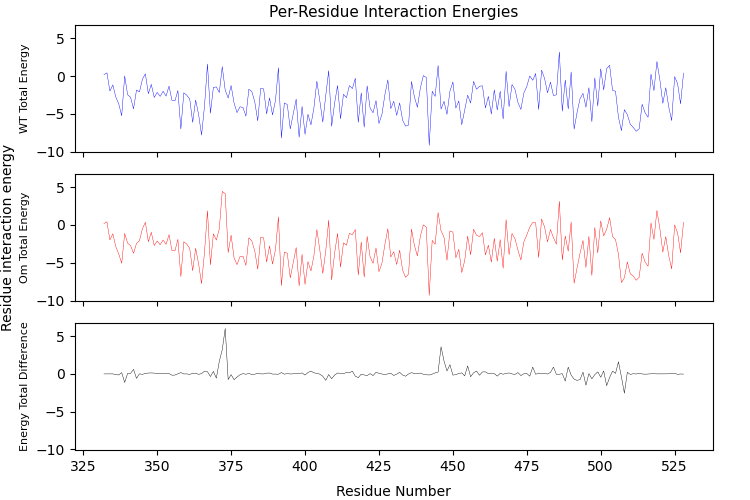 Per-Residue Interaction Energies
5
0
−5
−10
WT Total Energy
5
0
−5
−10
Om Total Energy
Residue interaction energy
5
0
−5
−10
Energy Total Difference
325 350 375 400 425 450 475 500 525
Residue Number